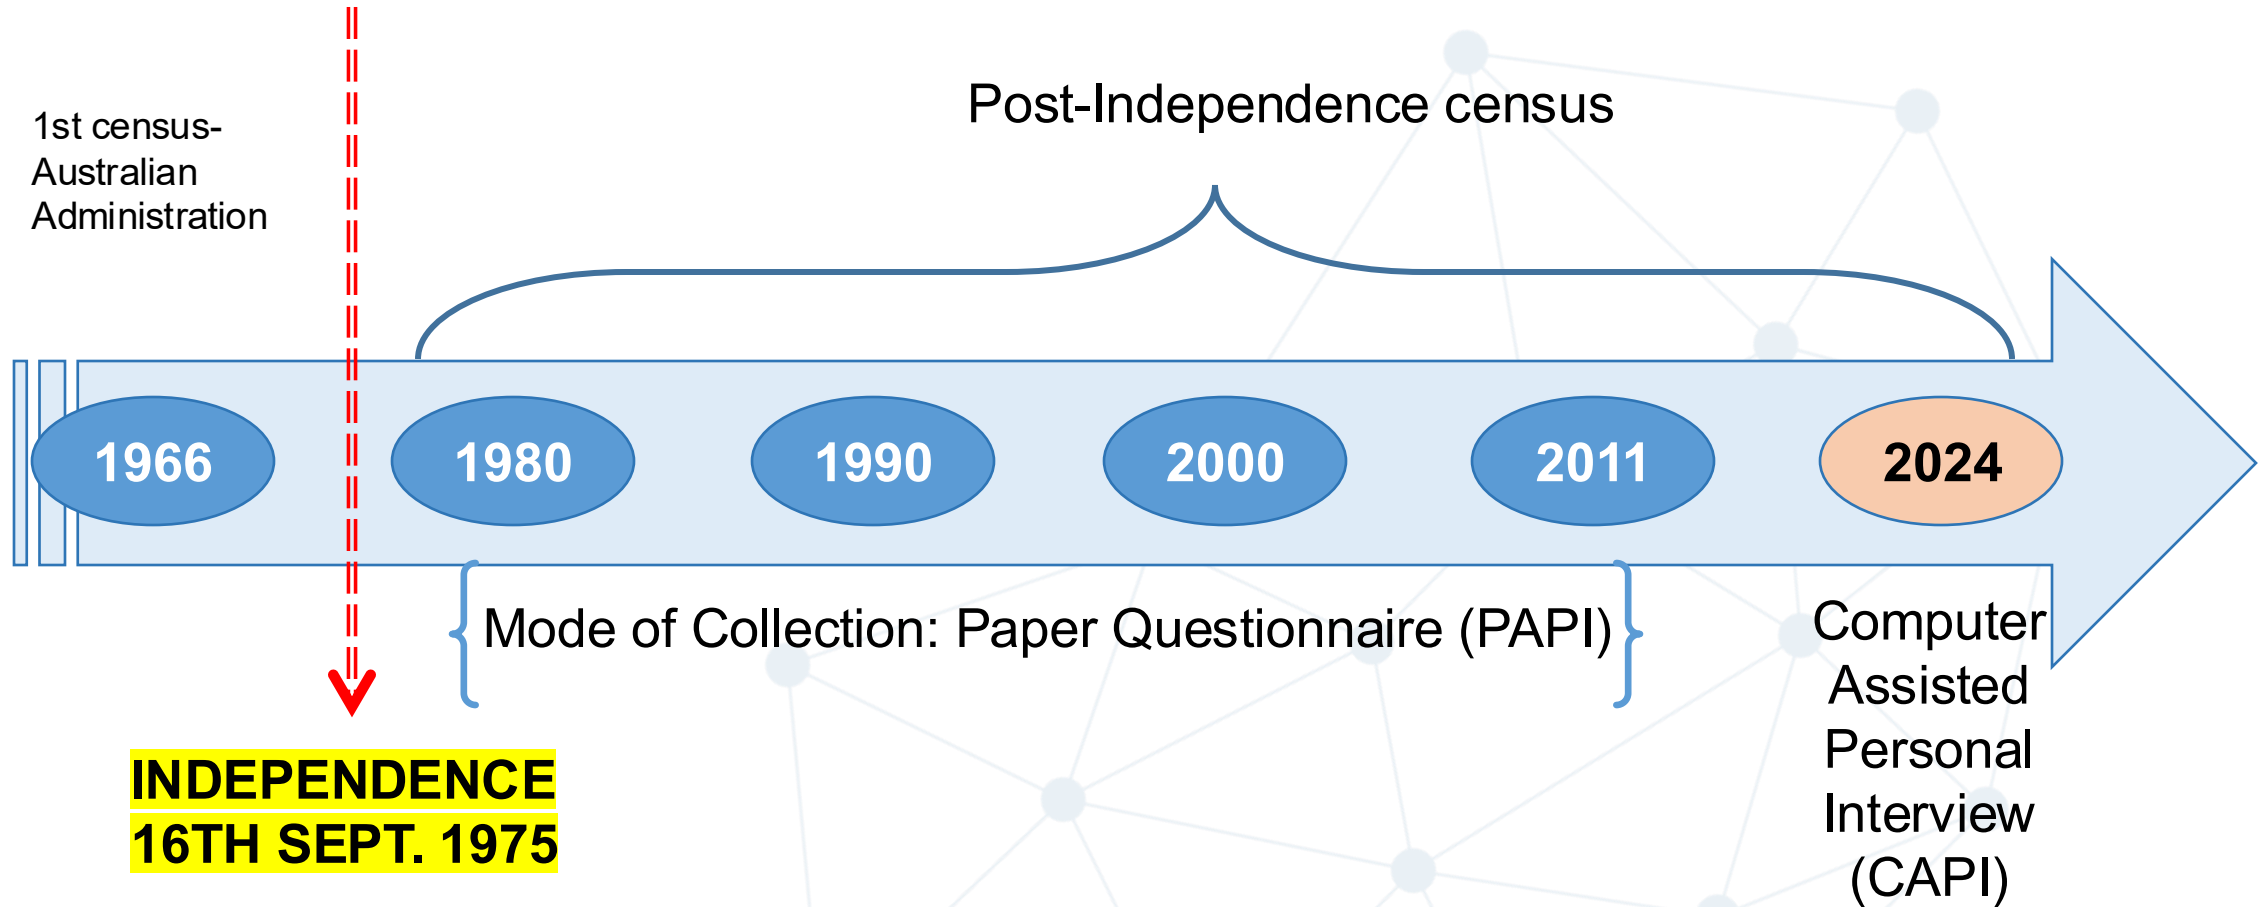 1st census-
Australian
Administration
Post-Independence census
1966
1980
1990
2000
2011
2024
Mode of Collection: Paper Questionnaire (PAPI)
Computer
Assisted
Personal
Interview
(CAPI)
INDEPENDENCE
16TH SEPT. 1975